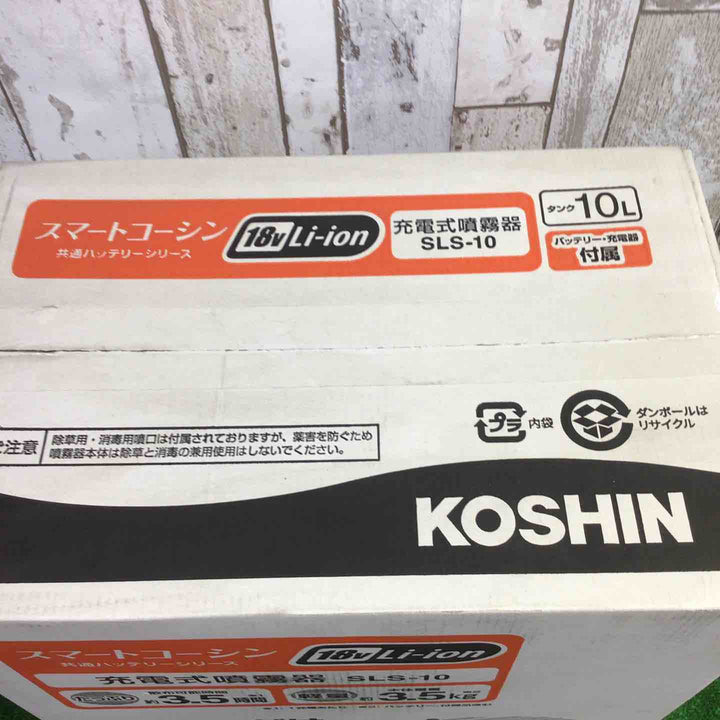 スマートコーシン
共通バッテリーシリーズ
18V Li-ion
充電式噴霧器
SLS-10
タンク 10L
バッテリー・充電器
付属
注意
除草用・消毒用噴口は付属されておりますが、薬害を防ぐため
噴霧器本体は除草と消毒の兼用使用はしないでください。
プラ 内袋
ダンボールは
リサイクル
KOSHIN
スマートコーシン
共通バッテリーシリーズ
18V Li-ion
充電式噴霧器 SLS-10
約3.5時間
軽量
3.5kg